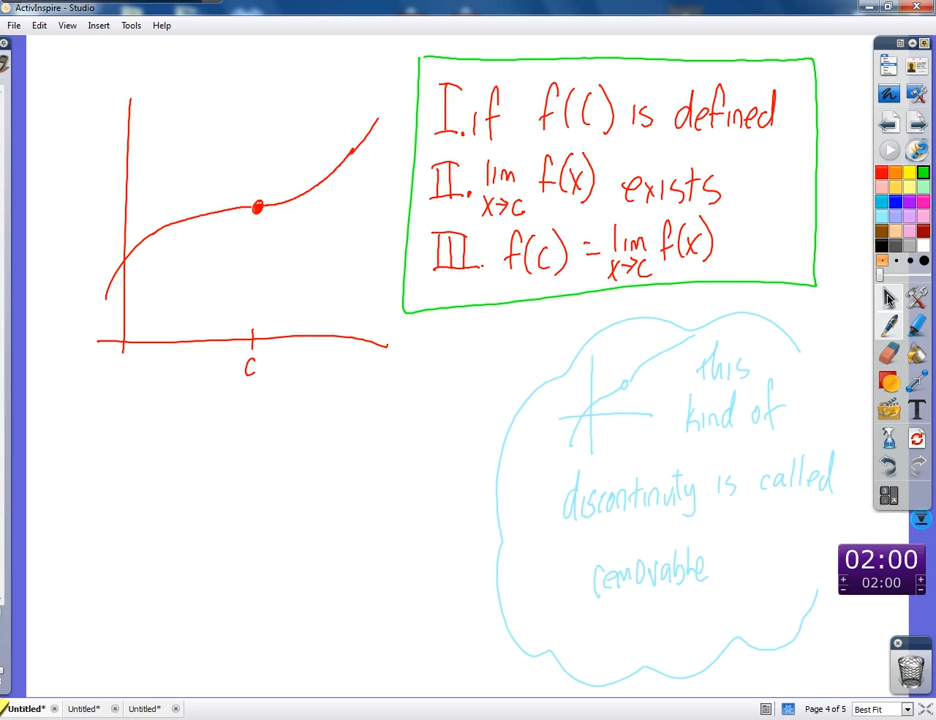 ActivInspire - Studio
File Edit View Insert Tools Help
I. if f(c) is defined
II. lim f(x) exists
x→c
III. f(c) = lim f(x)
x→c
c
this
kind of
discontinuty is called
removable
02:00
02:00
Untitled* Untitled* Untitled*
Page 4 of 5 Best Fit